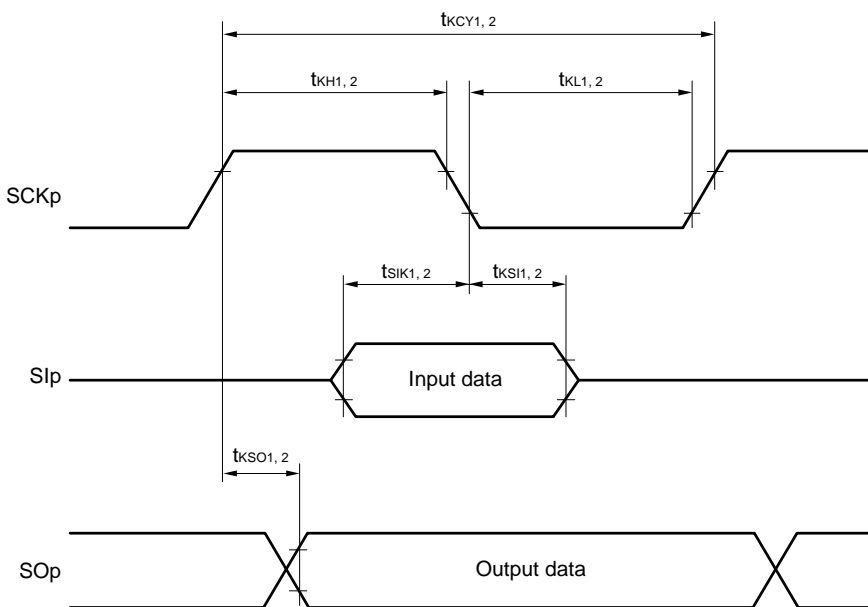 tKCY1, 2
tKH1, 2
tKL1, 2
SCKp
tSIK1, 2
tKSI1, 2
SIp
Input data
tKSO1, 2
SOp
Output data